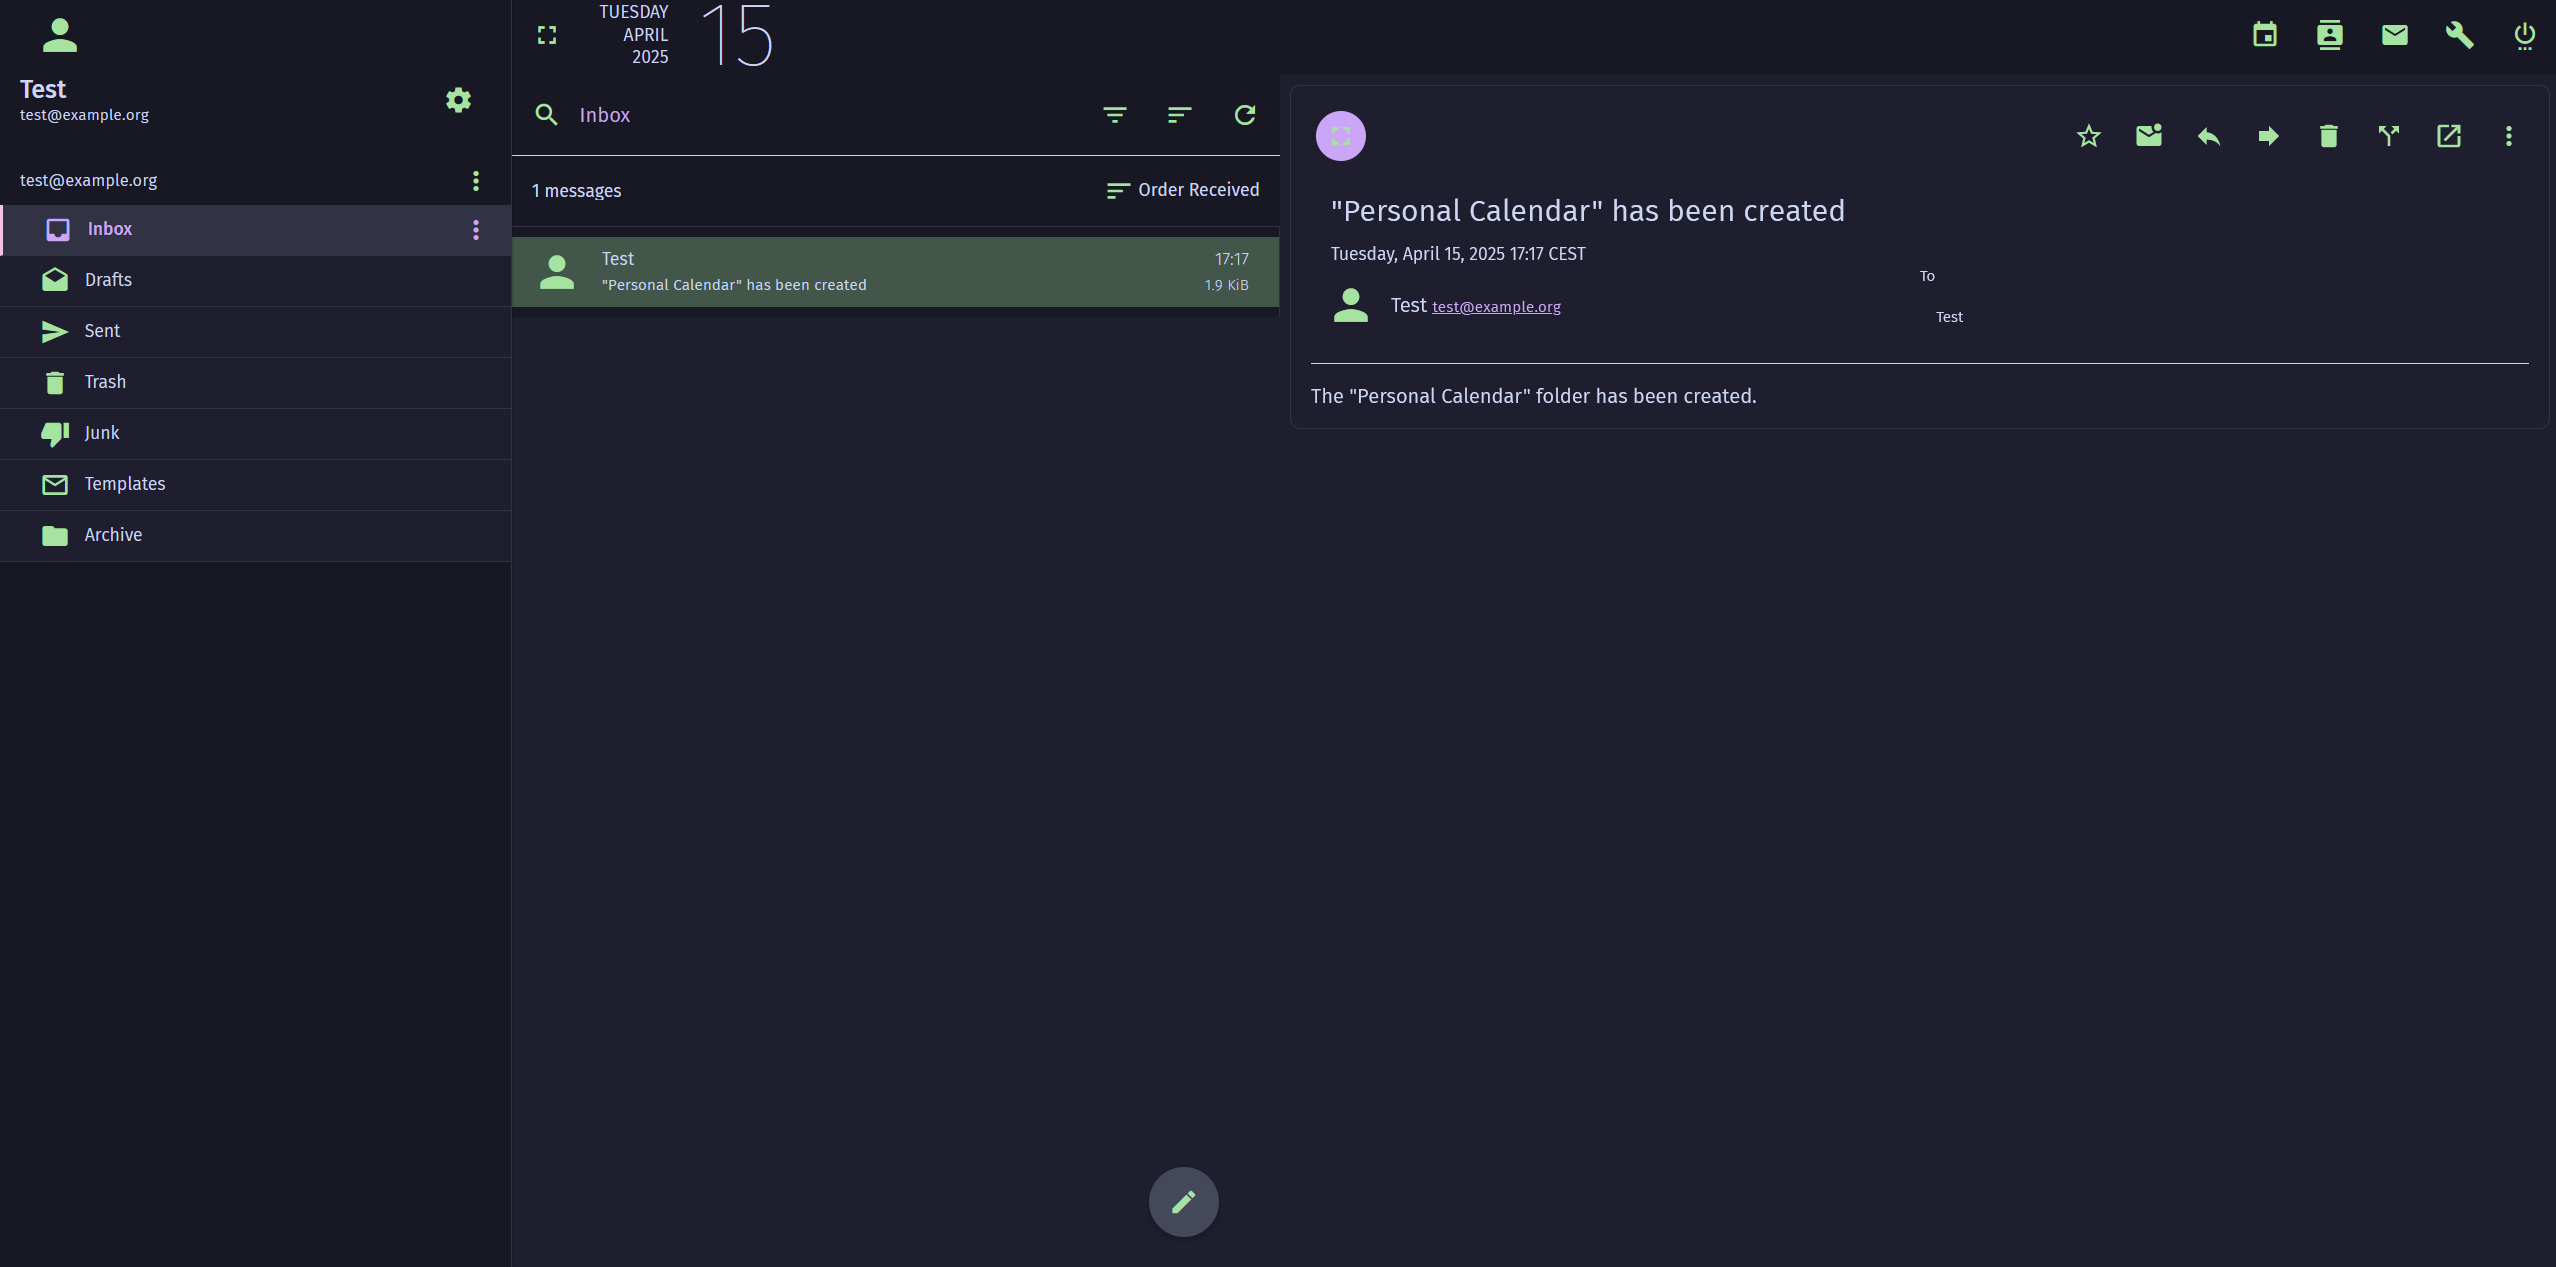 Test
test@example.org
test@example.org
Inbox
Drafts
Sent
Trash
Junk
Templates
Archive
TUESDAY
APRIL
2025
15
Inbox
1 messages
Order Received
Test
17:17
"Personal Calendar" has been created
1.9 KiB
"Personal Calendar" has been created
Tuesday, April 15, 2025 17:17 CEST
To
Test test@example.org
Test
The "Personal Calendar" folder has been created.